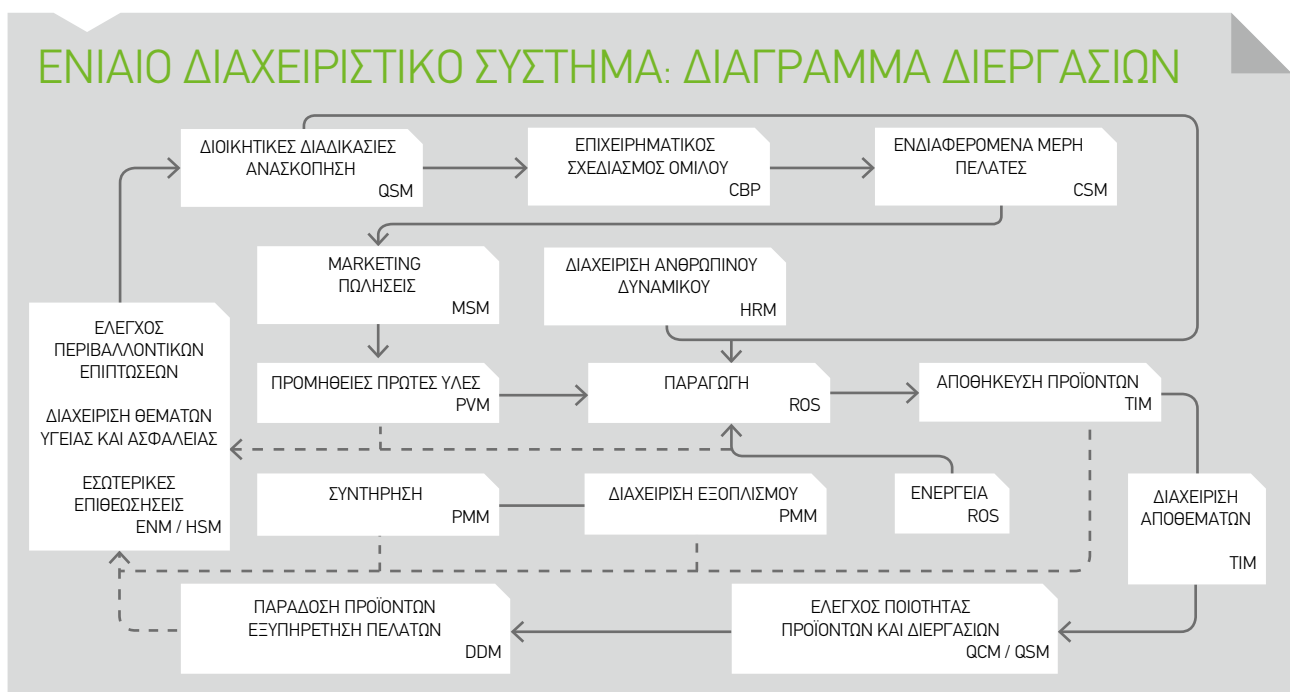 ΕΝΙΑΙΟ ΔΙΑΧΕΙΡΙΣΤΙΚΟ ΣΥΣΤΗΜΑ: ΔΙΑΓΡΑΜΜΑ ΔΙΕΡΓΑΣΙΩΝ
ΔΙΟΙΚΗΤΙΚΕΣ ΔΙΑΔΙΚΑΣΙΕΣ
ΑΝΑΣΚΟΠΗΣΗ
QSM
ΕΠΙΧΕΙΡΗΜΑΤΙΚΟΣ
ΣΧΕΔΙΑΣΜΟΣ ΟΜΙΛΟΥ
CBP
ΕΝΔΙΑΦΕΡΟΜΕΝΑ ΜΕΡΗ
ΠΕΛΑΤΕΣ
CSM
MARKETING
ΠΩΛΗΣΕΙΣ
MSM
ΔΙΑΧΕΙΡΙΣΗ ΑΝΘΡΩΠΙΝΟΥ
ΔΥΝΑΜΙΚΟΥ
HRM
ΕΛΕΓΧΟΣ
ΠΕΡΙΒΑΛΛΟΝΤΙΚΩΝ
ΕΠΙΠΤΩΣΕΩΝ
ΔΙΑΧΕΙΡΙΣΗ ΘΕΜΑΤΩΝ
ΥΓΕΙΑΣ ΚΑΙ ΑΣΦΑΛΕΙΑΣ
ΕΣΩΤΕΡΙΚΕΣ
ΕΠΙΘΕΩΣΗΣΕΙΣ
ENM / HSM
ΠΡΟΜΗΘΕΙΕΣ ΠΡΩΤΕΣ ΥΛΕΣ
PVM
ΠΑΡΑΓΩΓΗ
ROS
ΑΠΟΘΗΚΕΥΣΗ ΠΡΟΪΟΝΤΩΝ
TIM
ΣΥΝΤΗΡΗΣΗ
PMM
ΔΙΑΧΕΙΡΙΣΗ ΕΞΟΠΛΙΣΜΟΥ
PMM
ΕΝΕΡΓΕΙΑ
ROS
ΔΙΑΧΕΙΡΙΣΗ
ΑΠΟΘΕΜΑΤΩΝ
TIM
ΠΑΡΑΔΟΣΗ ΠΡΟΪΟΝΤΩΝ
ΕΞΥΠΗΡΕΤΗΣΗ ΠΕΛΑΤΩΝ
DDM
ΕΛΕΓΧΟΣ ΠΟΙΟΤΗΤΑΣ
ΠΡΟΪΟΝΤΩΝ ΚΑΙ ΔΙΕΡΓΑΣΙΩΝ
QCM / QSM